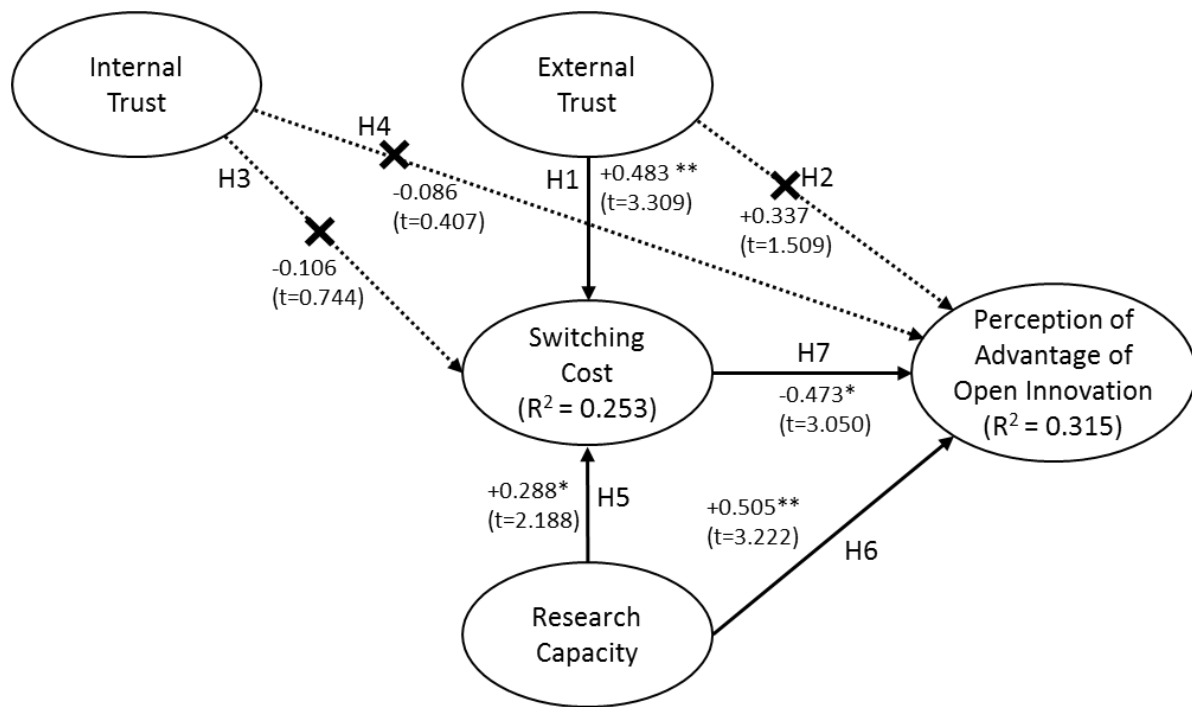 Internal
Trust
External
Trust
H4
H3
H1
+0.483 **
(t=3.309)
H2
-0.086
(t=0.407)
+0.337
(t=1.509)
-0.106
(t=0.744)
Switching
Cost
(R² = 0.253)
H7
-0.473*
(t=3.050)
Perception of
Advantage of
Open Innovation
(R² = 0.315)
+0.288*
(t=2.188)
H5
+0.505**
(t=3.222)
H6
Research
Capacity